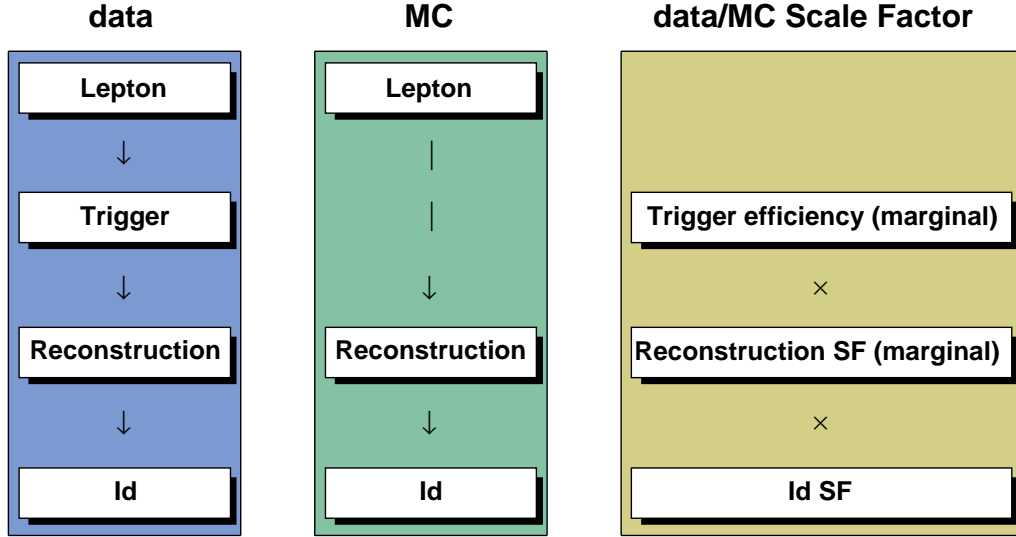 data MC data/MC Scale Factor
Lepton Lepton
↓ |
Trigger | Trigger efficiency (marginal)
↓ ↓ ×
Reconstruction Reconstruction Reconstruction SF (marginal)
↓ ↓ ×
Id Id Id SF